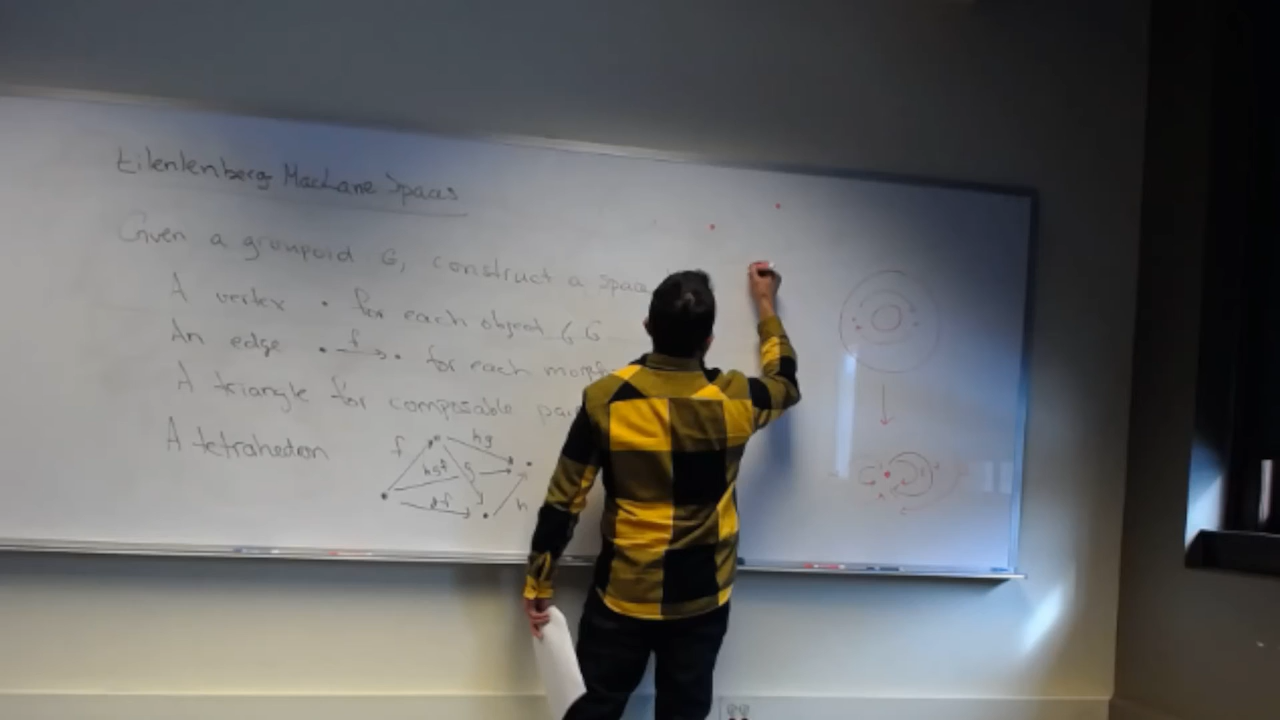 Eilenlenberg MacLane Spaces
Given a groupoid G, construct a space
A vertex . for each object G G
An edge . f . for each morph
A triangle for composable pai
A tetrahedron
f
hg
hgf
g
gf
h